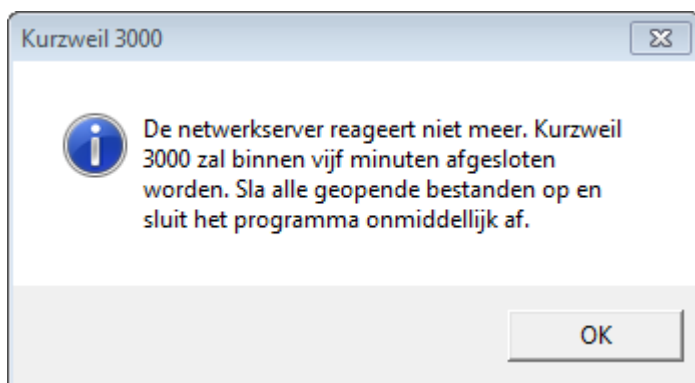 Kurzweil 3000
De netwerkserver reageert niet meer. Kurzweil
3000 zal binnen vijf minuten afgesloten
worden. Sla alle geopende bestanden op en
sluit het programma onmiddellijk af.
OK